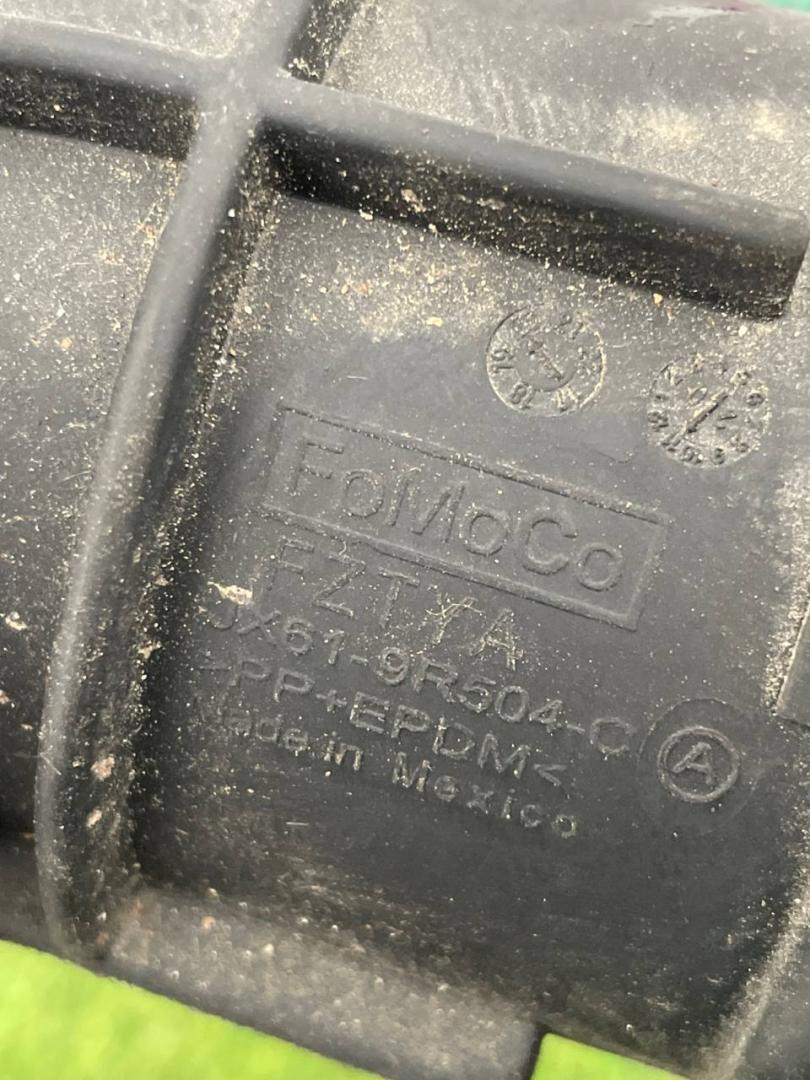 FoMoCo
FZTYA
JX61-9R504-C
A
>PP+EPDM<
Made in Mexico